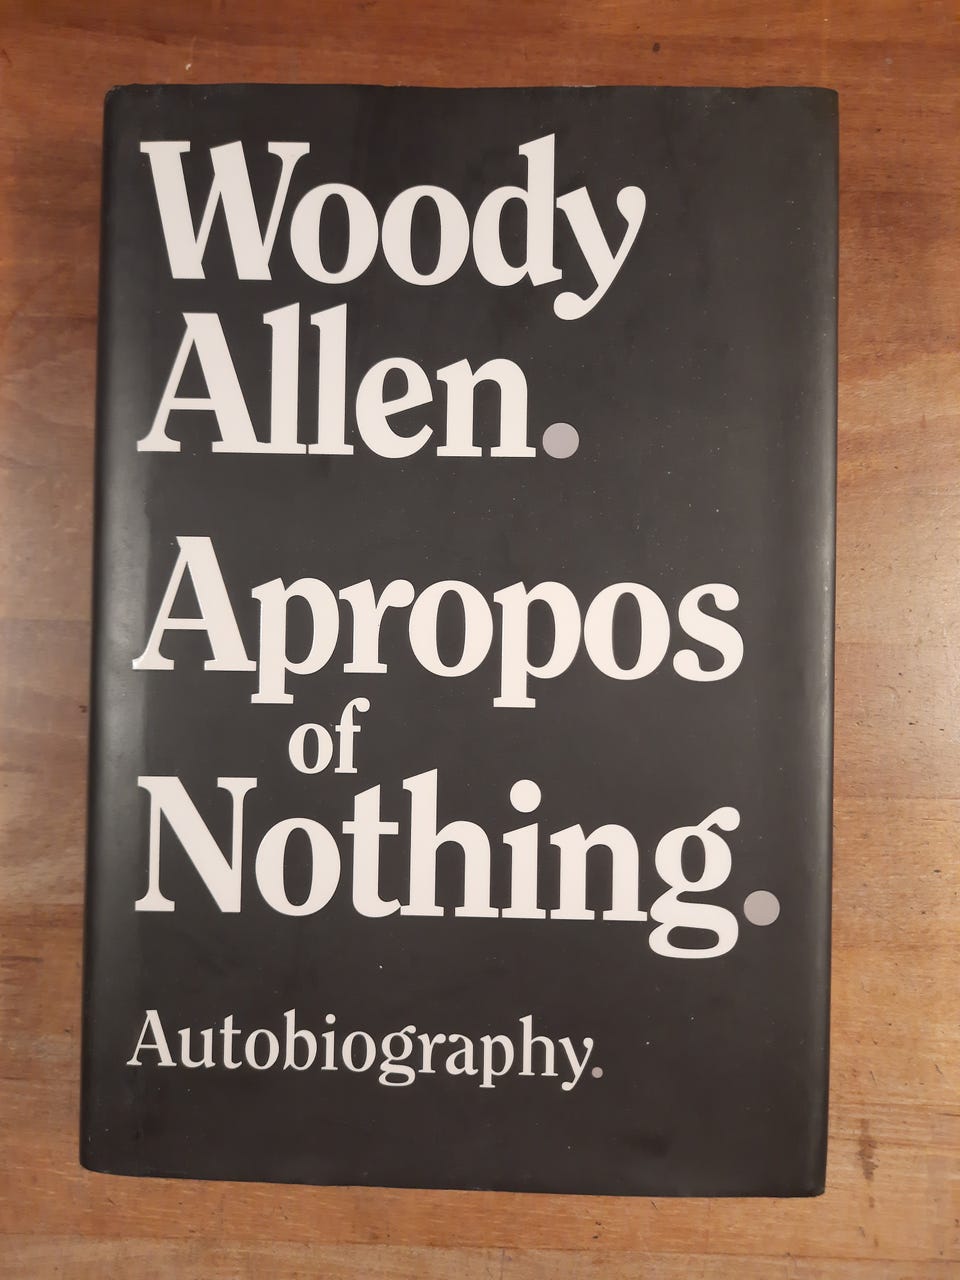 Woody
Allen.
Apropos
of
Nothing.
Autobiography.